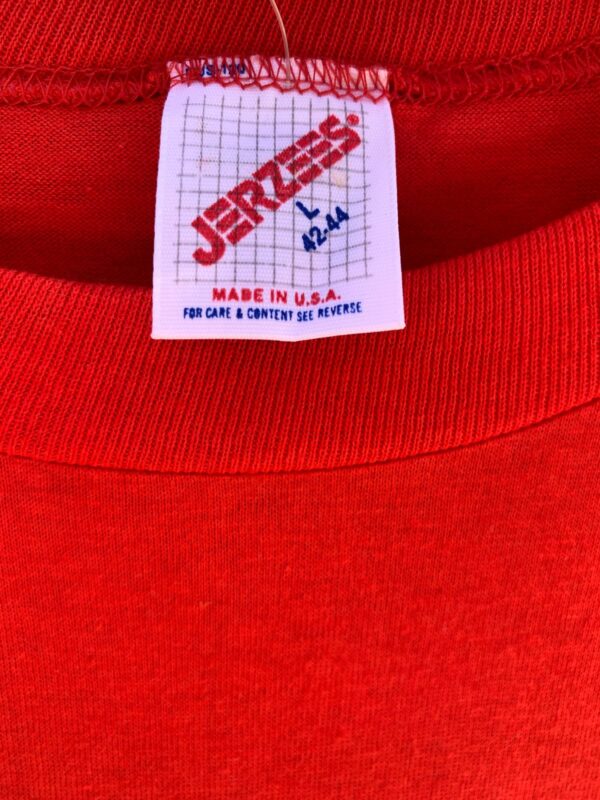 JERZEES®
L
42-44
MADE IN U.S.A.
FOR CARE & CONTENT SEE REVERSE